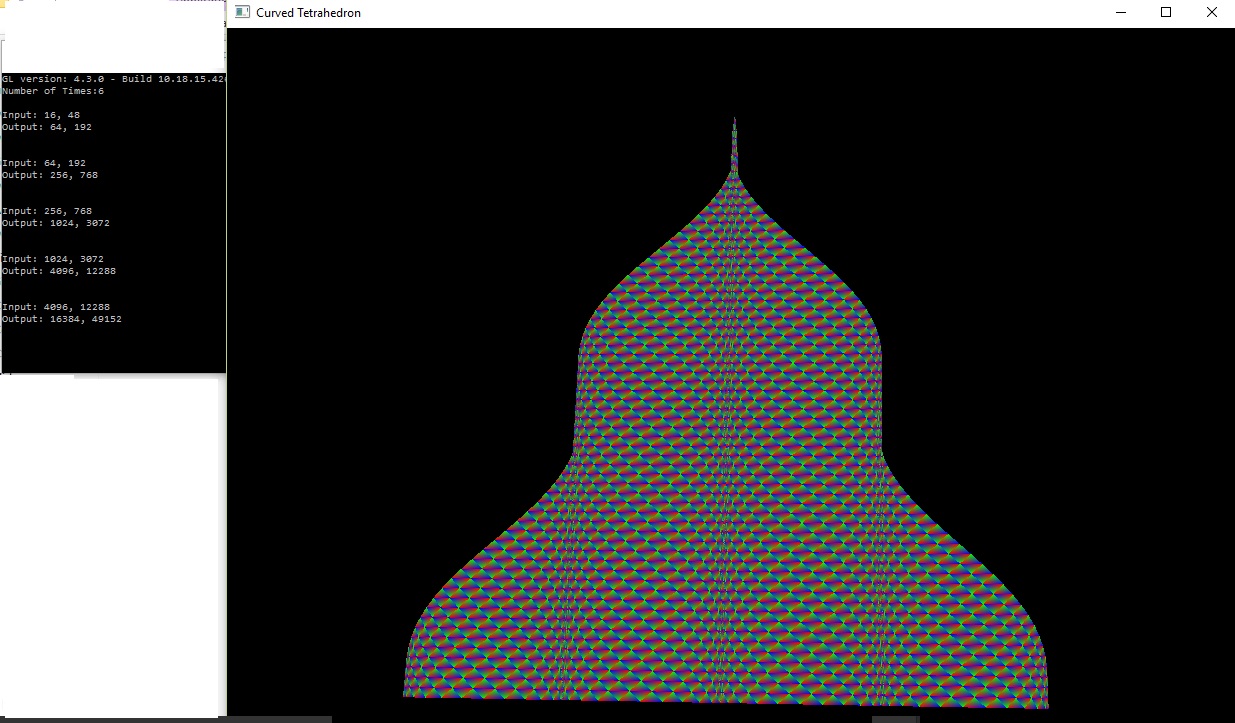 Curved Tetrahedron
GL version: 4.3.0 - Build 10.18.15.42
Number of Times:6
Input: 16, 48
Output: 64, 192
Input: 64, 192
Output: 256, 768
Input: 256, 768
Output: 1024, 3072
Input: 1024, 3072
Output: 4096, 12288
Input: 4096, 12288
Output: 16384, 49152